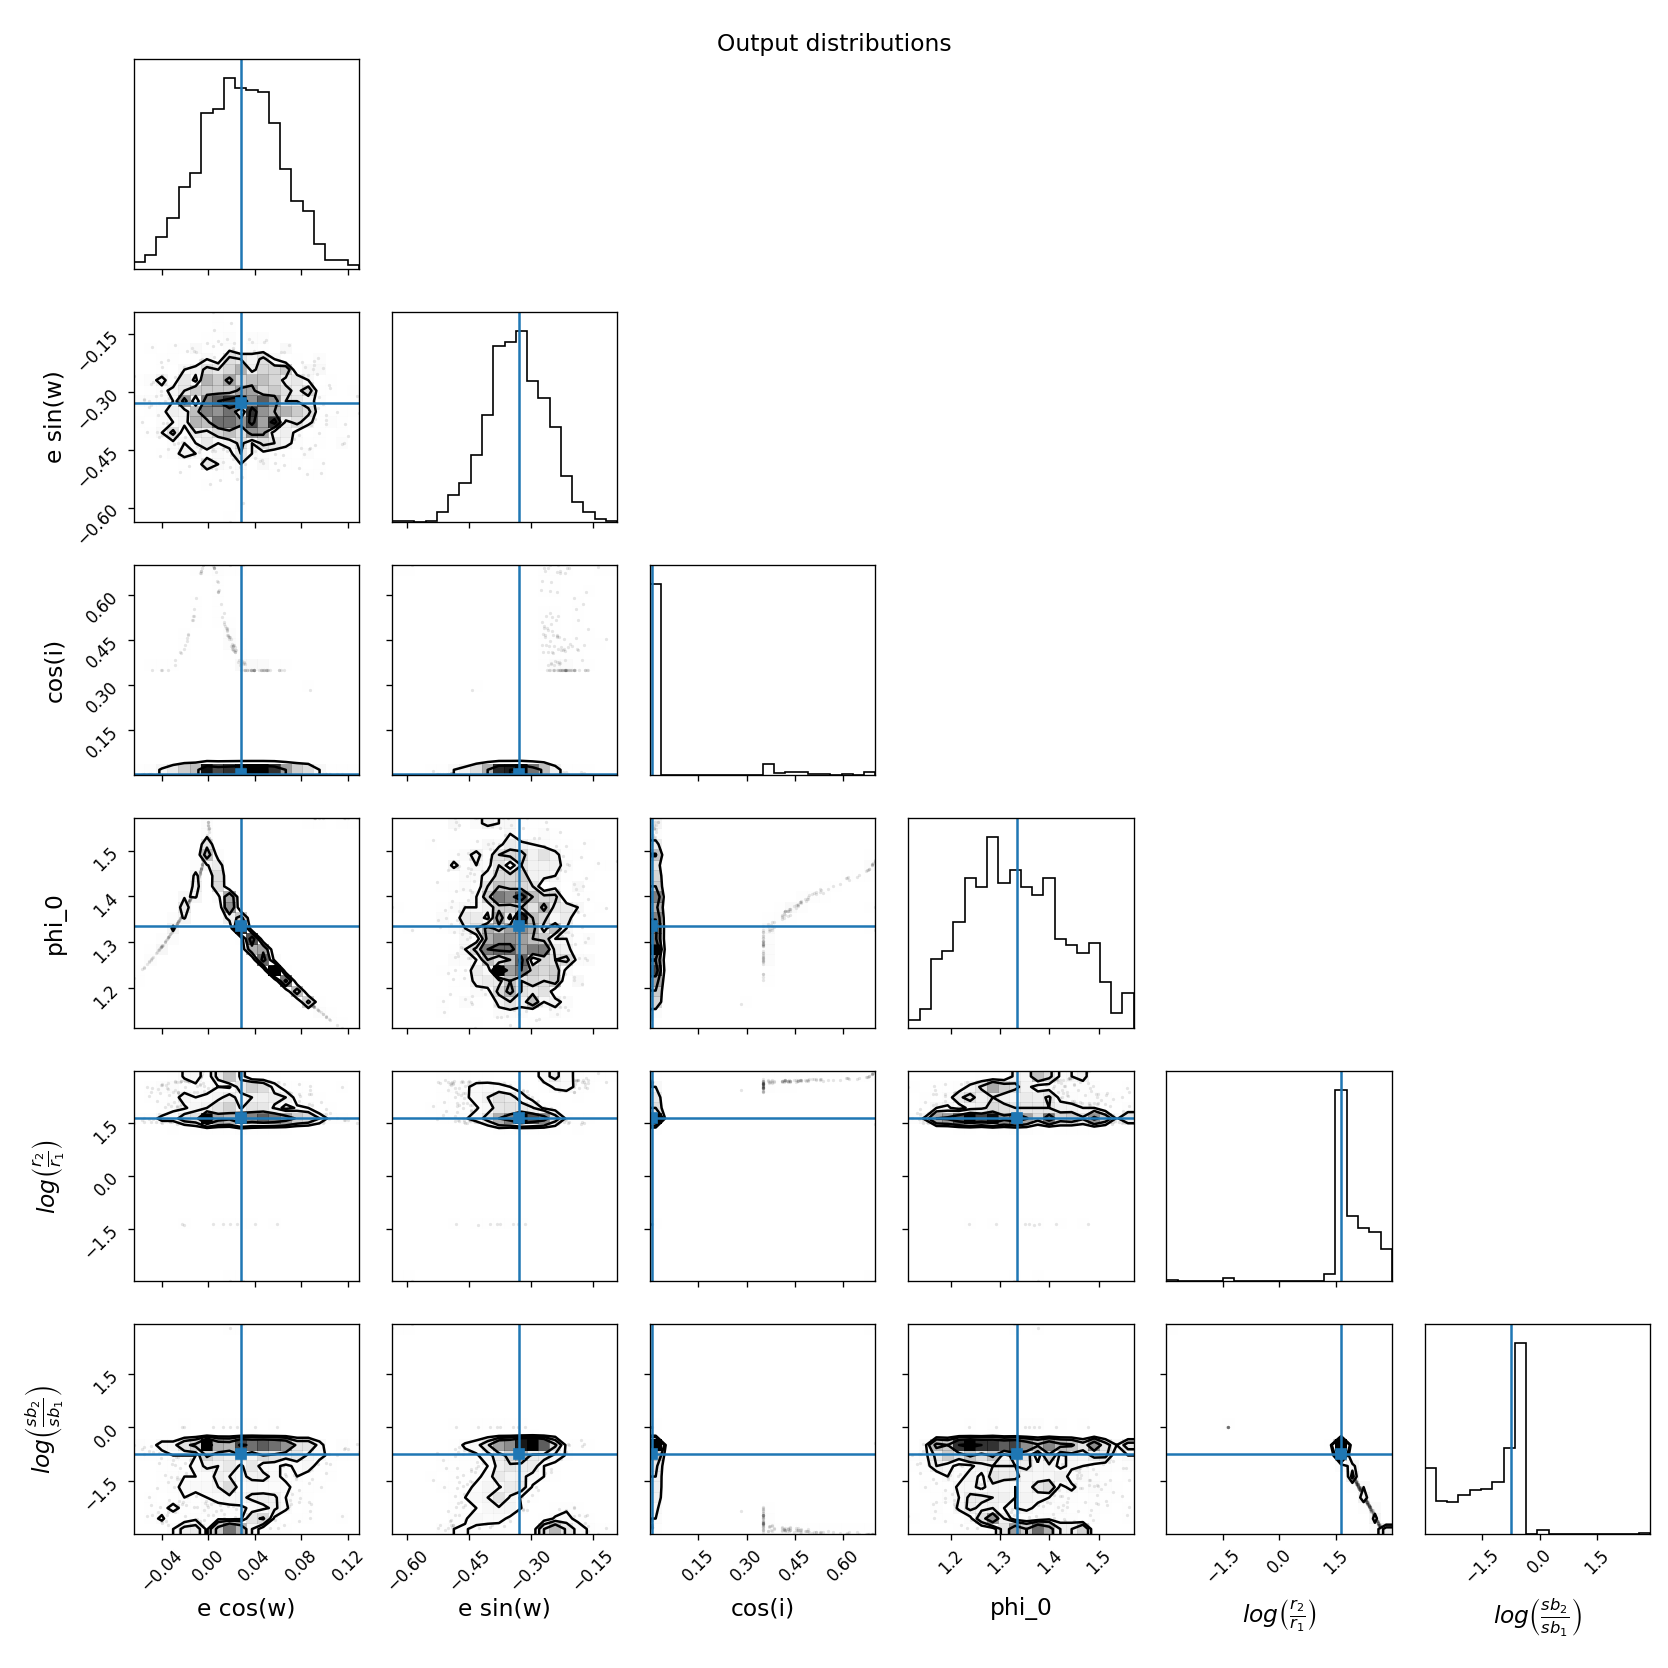 Output distributions
e sin(w)
−0.15
−0.30
−0.45
−0.60
cos(i)
0.60
0.45
0.30
0.15
phi_0
1.5
1.4
1.3
1.2
log(r₂/r₁)
1.5
0.0
−1.5
log(sb₂/sb₁)
1.5
0.0
−1.5
−0.04 0.00 0.04 0.08 0.12
−0.60 −0.45 −0.30 −0.15
0.15 0.30 0.45 0.60
1.2 1.3 1.4 1.5
−1.5 0.0 1.5
−1.5 0.0 1.5
e cos(w)
e sin(w)
cos(i)
phi_0
log(r₂/r₁)
log(sb₂/sb₁)